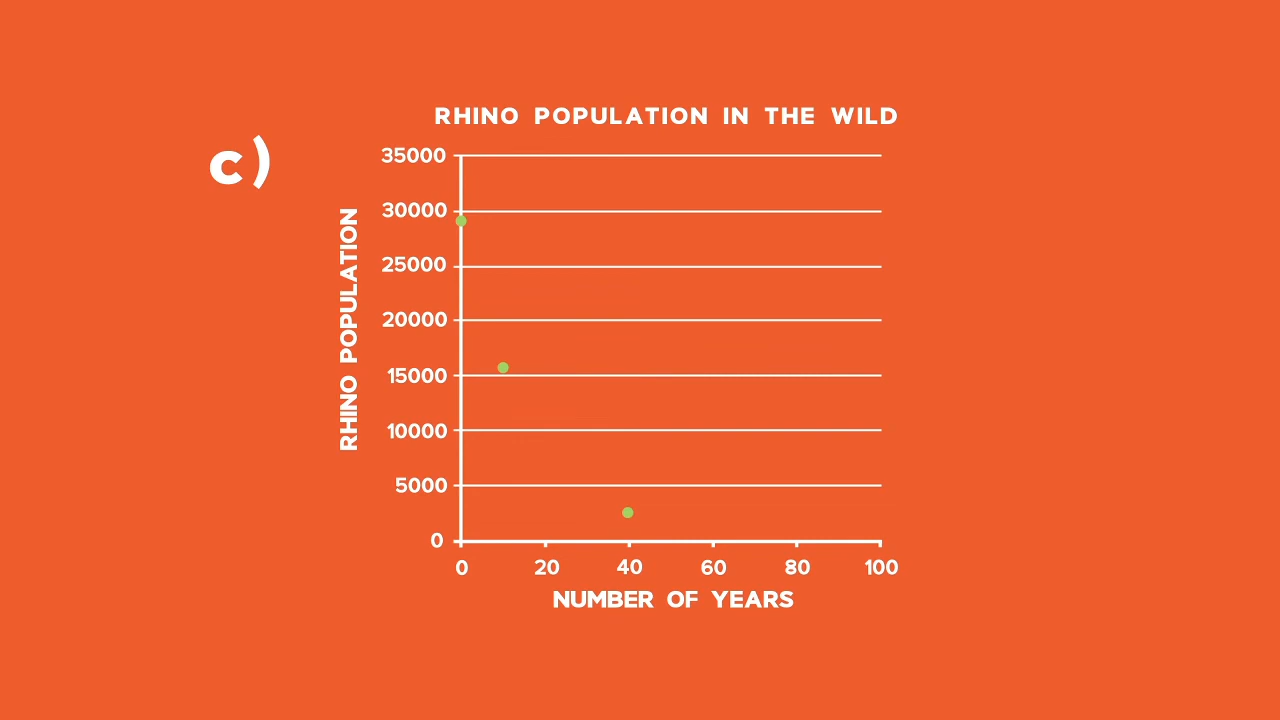 RHINO POPULATION IN THE WILD
c)
RHINO POPULATION
35000
30000
25000
20000
15000
10000
5000
0
0 20 40 60 80 100
NUMBER OF YEARS